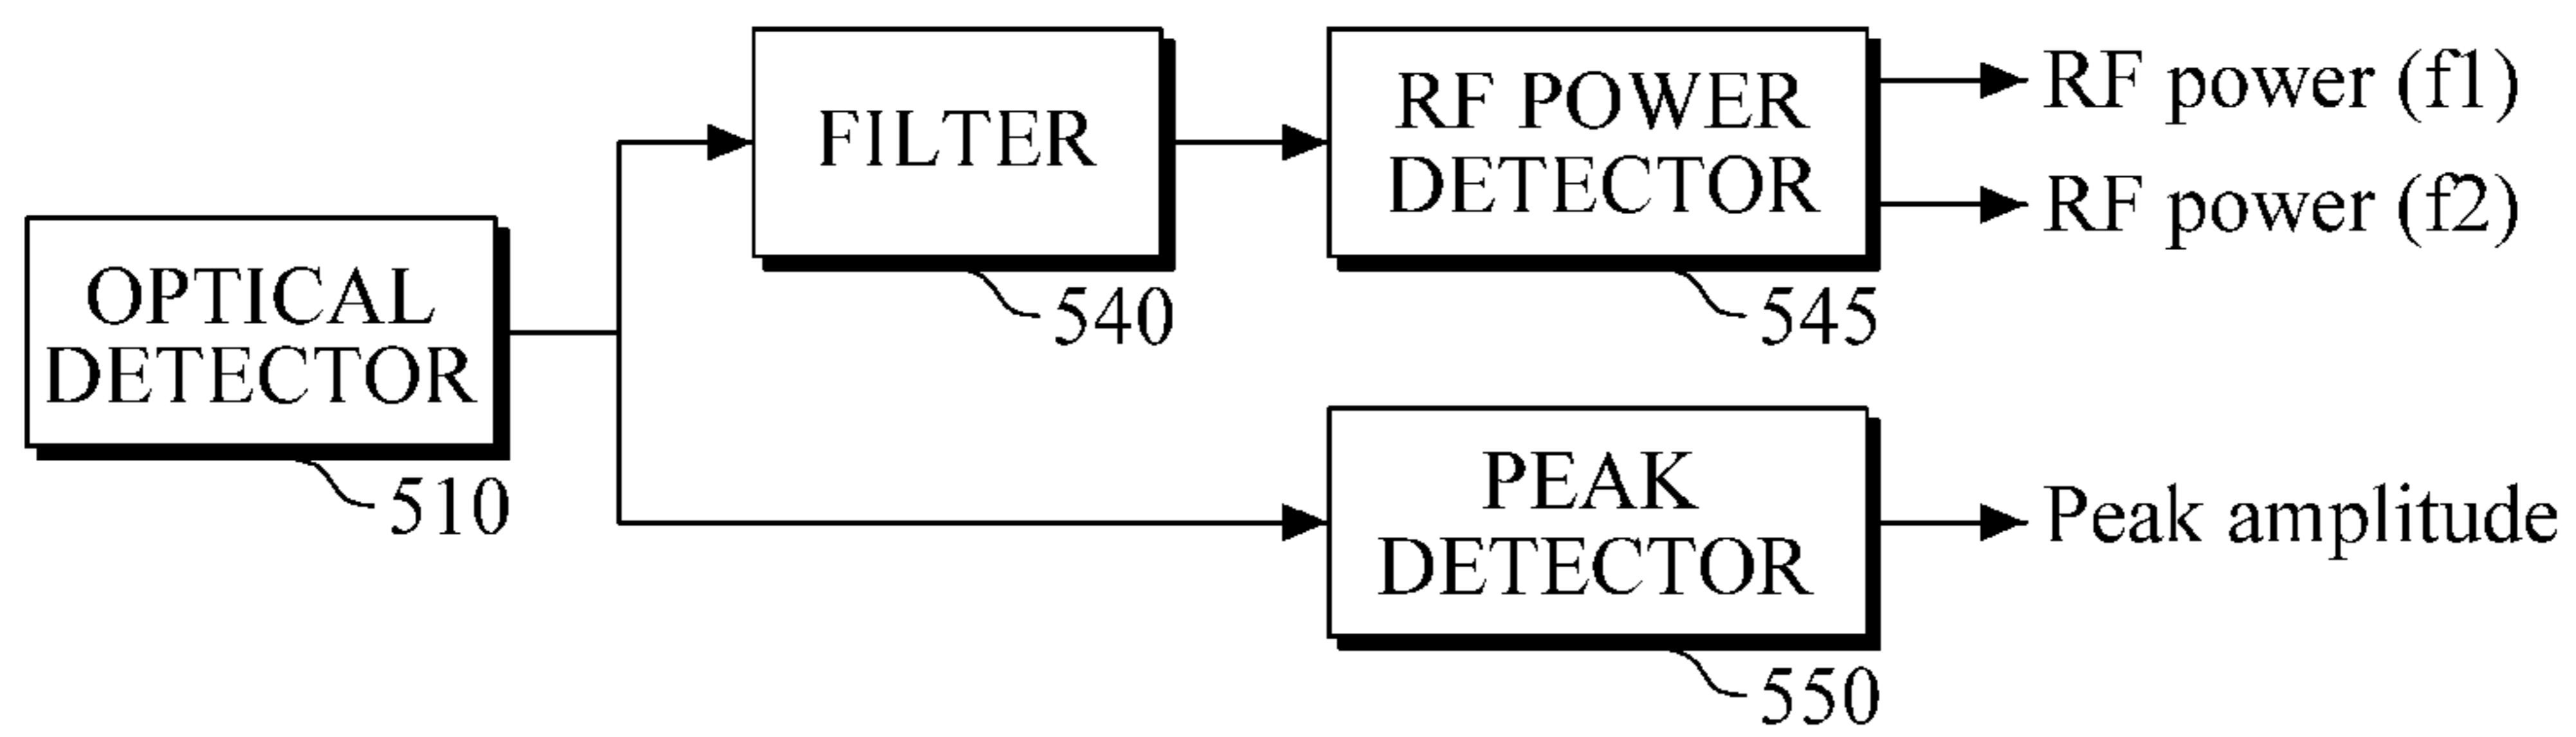 FILTER
540
RF POWER
DETECTOR
545
RF power (f1)
RF power (f2)
OPTICAL
DETECTOR
510
PEAK
DETECTOR
550
Peak amplitude